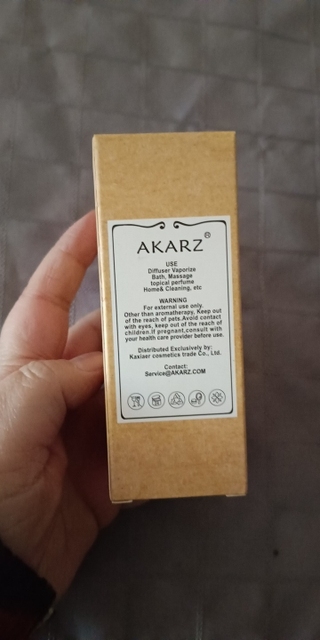 AKARZ®
USE
Diffuser Vaporize
Bath, Massage
topical perfume
Home& Cleaning, etc
WARNING
For external use only.
Other than aromatherapy, Keep out
of the reach of pets.Avoid contact
with eyes, keep out of the reach of
children.If pregnant,consult with
your health care provider before use.
Distributed Exclusively by:
Kaxiaer cosmetics trade Co., Ltd.
Contact:
Service@AKARZ.COM